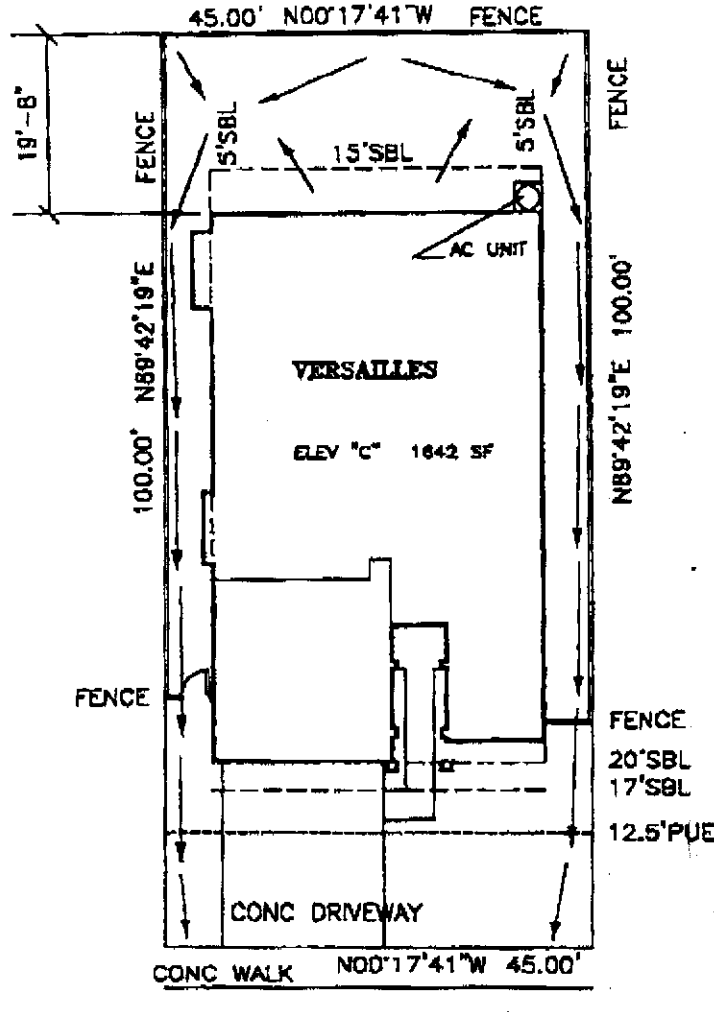 45.00' N00°17'41"W FENCE
19'-8"
FENCE
5'SBL
15'SBL
5'SBL
FENCE
AC UNIT
100.00' N89°42'19"E
VERSAILLES
ELEV "C" 1642 SF
N89°42'19"E 100.00'
FENCE
FENCE
20'SBL
17'SBL
12.5'PUE
CONC DRIVEWAY
CONC WALK
N00°17'41"W 45.00'